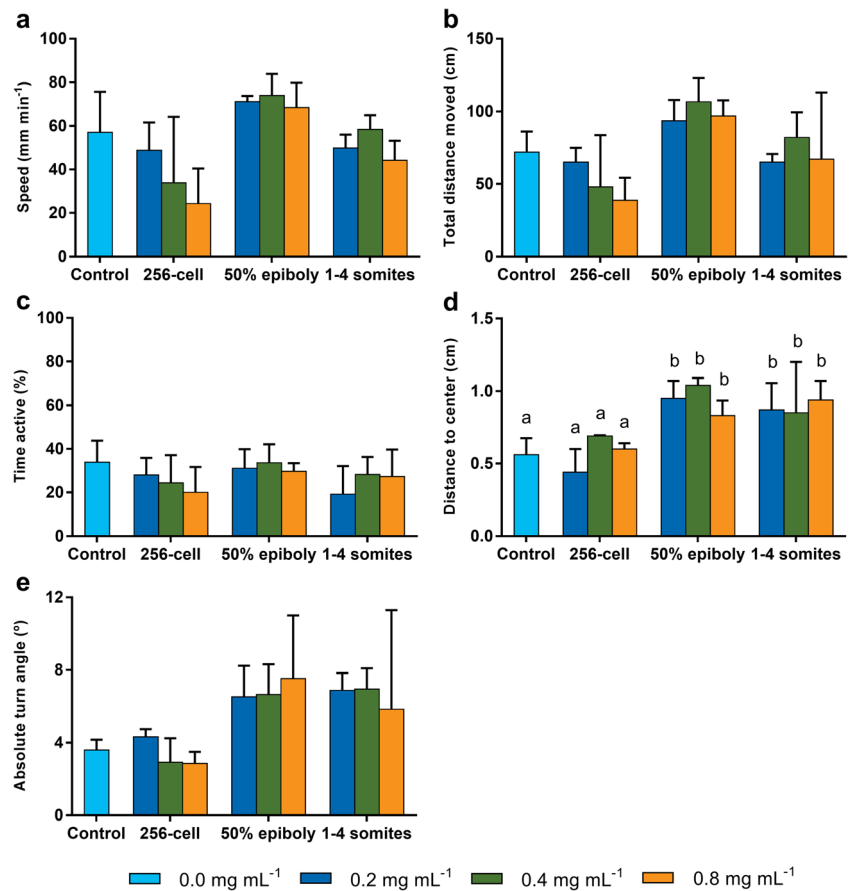 a
Speed (mm min⁻¹)
100
80
60
40
20
0
Control 256-cell 50% epiboly 1-4 somites
b
Total distance moved (cm)
150
100
50
0
Control 256-cell 50% epiboly 1-4 somites
c
Time active (%)
100
80
60
40
20
0
Control 256-cell 50% epiboly 1-4 somites
d
Distance to center (cm)
1.5
1.0
0.5
0.0
a a a a b b b b b b
Control 256-cell 50% epiboly 1-4 somites
e
Absolute turn angle (º)
12
8
4
0
Control 256-cell 50% epiboly 1-4 somites
0.0 mg mL⁻¹ 0.2 mg mL⁻¹ 0.4 mg mL⁻¹ 0.8 mg mL⁻¹